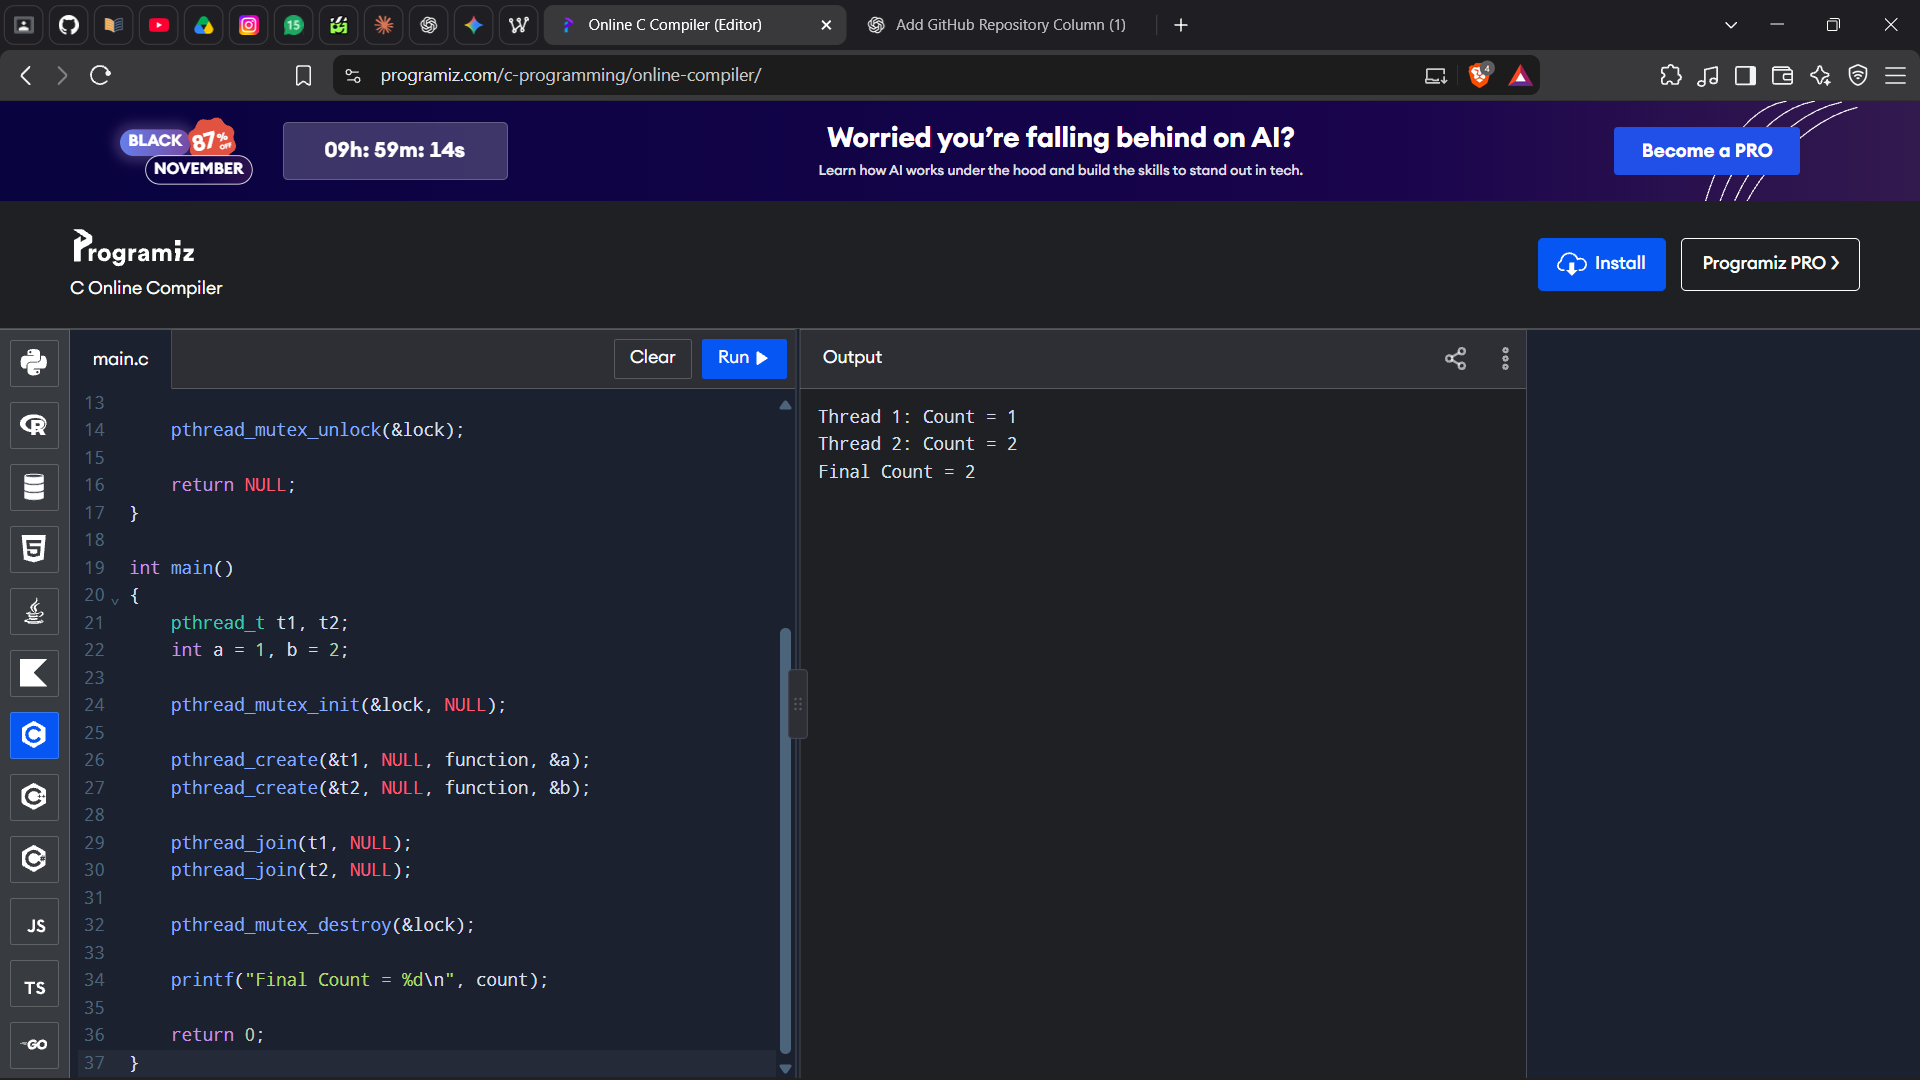 15
Online C Compiler (Editor)
Add GitHub Repository Column (1)
programiz.com/c-programming/online-compiler/
4
BLACK
87% OFF
NOVEMBER
09h: 59m: 14s
Worried you’re falling behind on AI?
Learn how AI works under the hood and build the skills to stand out in tech.
Become a PRO
Programiz
C Online Compiler
Install
Programiz PRO
main.c
Clear
Run
Output
13
14 pthread_mutex_unlock(&lock);
15
16 return NULL;
17 }
18
19 int main()
20 {
21 pthread_t t1, t2;
22 int a = 1, b = 2;
23
24 pthread_mutex_init(&lock, NULL);
25
26 pthread_create(&t1, NULL, function, &a);
27 pthread_create(&t2, NULL, function, &b);
28
29 pthread_join(t1, NULL);
30 pthread_join(t2, NULL);
31
32 pthread_mutex_destroy(&lock);
33
34 printf("Final Count = %d\n", count);
35
36 return 0;
37 }
Thread 1: Count = 1
Thread 2: Count = 2
Final Count = 2
JS
TS
GO